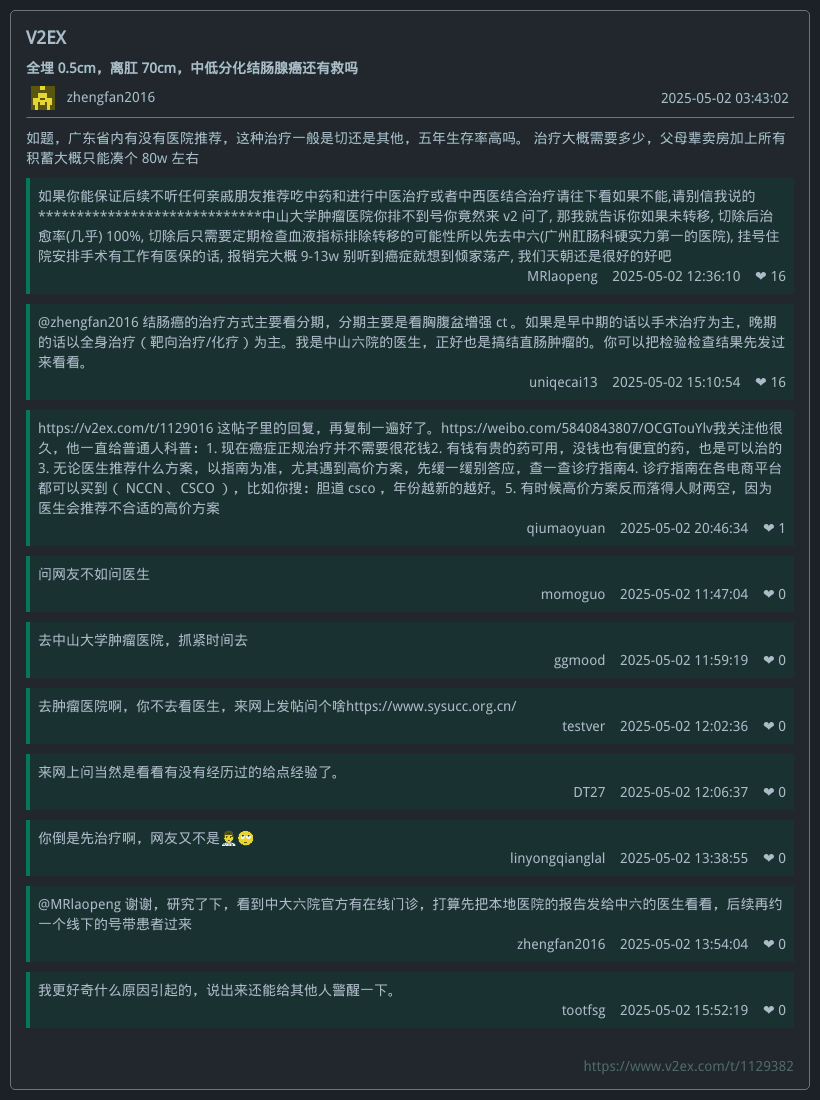 V2EX
全埋 0.5cm，离肛 70cm，中低分化结肠腺癌还有救吗
zhengfan2016
2025-05-02 03:43:02
如题，广东省内有没有医院推荐，这种治疗一般是切还是其他，五年生存率高吗。 治疗大概需要多少，父母辈卖房加上所有
积蓄大概只能凑个 80w 左右
如果你能保证后续不听任何亲戚朋友推荐吃中药和进行中医治疗或者中西医结合治疗请往下看如果不能,请别信我说的
*****************************中山大学肿瘤医院你排不到号你竟然来 v2 问了, 那我就告诉你如果未转移, 切除后治
愈率(几乎) 100%, 切除后只需要定期检查血液指标排除转移的可能性所以先去中六(广州肛肠科硬实力第一的医院), 挂号住
院安排手术有工作有医保的话, 报销完大概 9-13w 别听到癌症就想到倾家荡产, 我们天朝还是很好的好吧
MRlaopeng 2025-05-02 12:36:10 ❤ 16
@zhengfan2016 结肠癌的治疗方式主要看分期，分期主要是看胸腹盆增强 ct 。如果是早中期的话以手术治疗为主，晚期
的话以全身治疗（靶向治疗/化疗）为主。我是中山六院的医生，正好也是搞结直肠肿瘤的。你可以把检验检查结果先发过
来看看。
uniqecai13 2025-05-02 15:10:54 ❤ 16
https://v2ex.com/t/1129016 这帖子里的回复，再复制一遍好了。https://weibo.com/5840843807/OCGTouYlv我关注他很
久，他一直给普通人科普：1. 现在癌症正规治疗并不需要很花钱2. 有钱有贵的药可用，没钱也有便宜的药，也是可以治的
3. 无论医生推荐什么方案，以指南为准，尤其遇到高价方案，先缓一缓别答应，查一查诊疗指南4. 诊疗指南在各电商平台
都可以买到（ NCCN 、CSCO ），比如你搜：胆道 csco ，年份越新的越好。5. 有时候高价方案反而落得人财两空，因为
医生会推荐不合适的高价方案
qiumaoyuan 2025-05-02 20:46:34 ❤ 1
问网友不如问医生
momoguo 2025-05-02 11:47:04 ❤ 0
去中山大学肿瘤医院，抓紧时间去
ggmood 2025-05-02 11:59:19 ❤ 0
去肿瘤医院啊，你不去看医生，来网上发帖问个啥https://www.sysucc.org.cn/
testver 2025-05-02 12:02:36 ❤ 0
来网上问当然是看看有没有经历过的给点经验了。
DT27 2025-05-02 12:06:37 ❤ 0
你倒是先治疗啊，网友又不是👨‍⚕️🙄
linyongqianglal 2025-05-02 13:38:55 ❤ 0
@MRlaopeng 谢谢，研究了下，看到中大六院官方有在线门诊，打算先把本地医院的报告发给中六的医生看看，后续再约
一个线下的号带患者过来
zhengfan2016 2025-05-02 13:54:04 ❤ 0
我更好奇什么原因引起的，说出来还能给其他人警醒一下。
tootfsg 2025-05-02 15:52:19 ❤ 0
https://www.v2ex.com/t/1129382